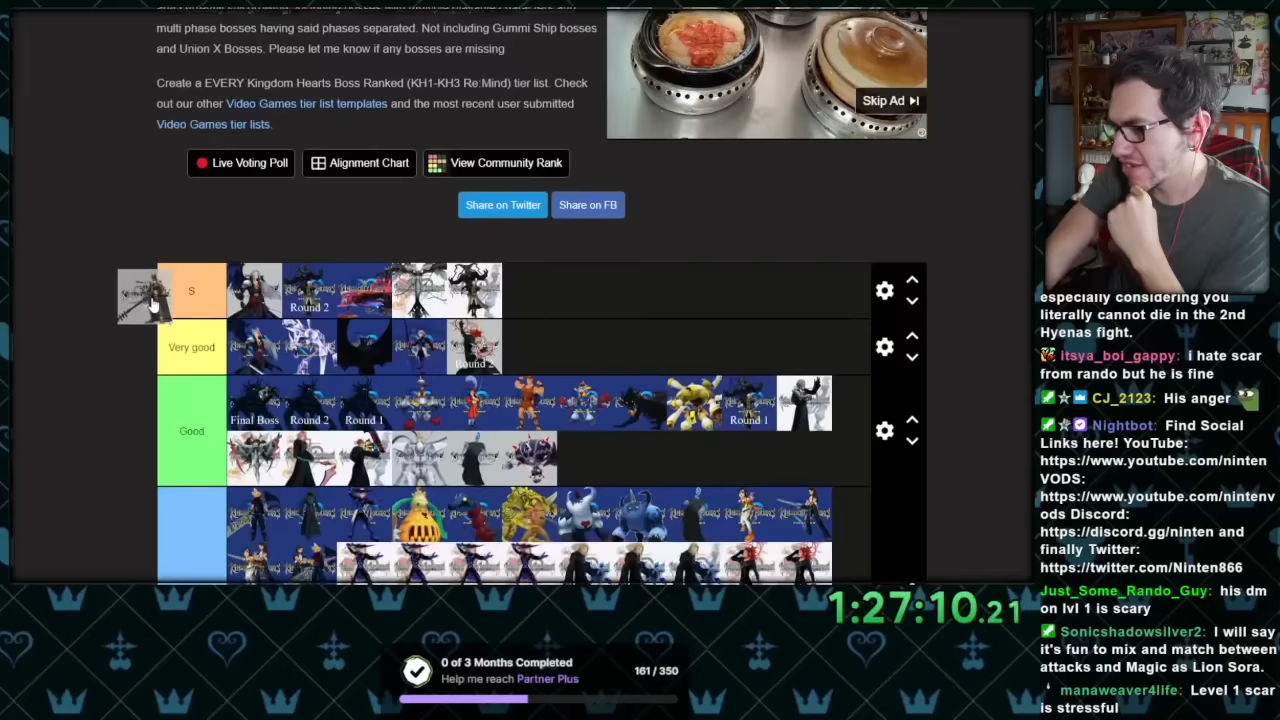 multi phase bosses having said phases separated. Not including Gummi Ship bosses
and Union X Bosses. Please let me know if any bosses are missing
Create a EVERY Kingdom Hearts Boss Ranked (KH1-KH3 Re:Mind) tier list. Check
out our other Video Games tier list templates and the most recent user submitted
Video Games tier lists.
Skip Ad
Live Voting Poll
Alignment Chart
View Community Rank
Share on Twitter
Share on FB
S
Round 2
Very good
Round 2
Good
Final Boss
Round 2
Round 1
Round 1
especially considering you
literally cannot die in the 2nd
Hyenas fight.
itsya_boi_gappy: i hate scar
from rando but he is fine
CJ_2123: His anger
Nightbot: Find Social
Links here! YouTube:
https://www.youtube.com/ninten
VODS:
https://www.youtube.com/nintenv
ods Discord:
https://discord.gg/ninten and
finally Twitter:
https://twitter.com/Ninten866
Just_Some_Rando_Guy: his dm
on lvl 1 is scary
Sonicshadowsilver2: I will say
it's fun to mix and match between
attacks and Magic as Lion Sora.
manaweaver4life: Level 1 scar
is stressful
1:27:10.21
0 of 3 Months Completed
Help me reach Partner Plus
161 / 350